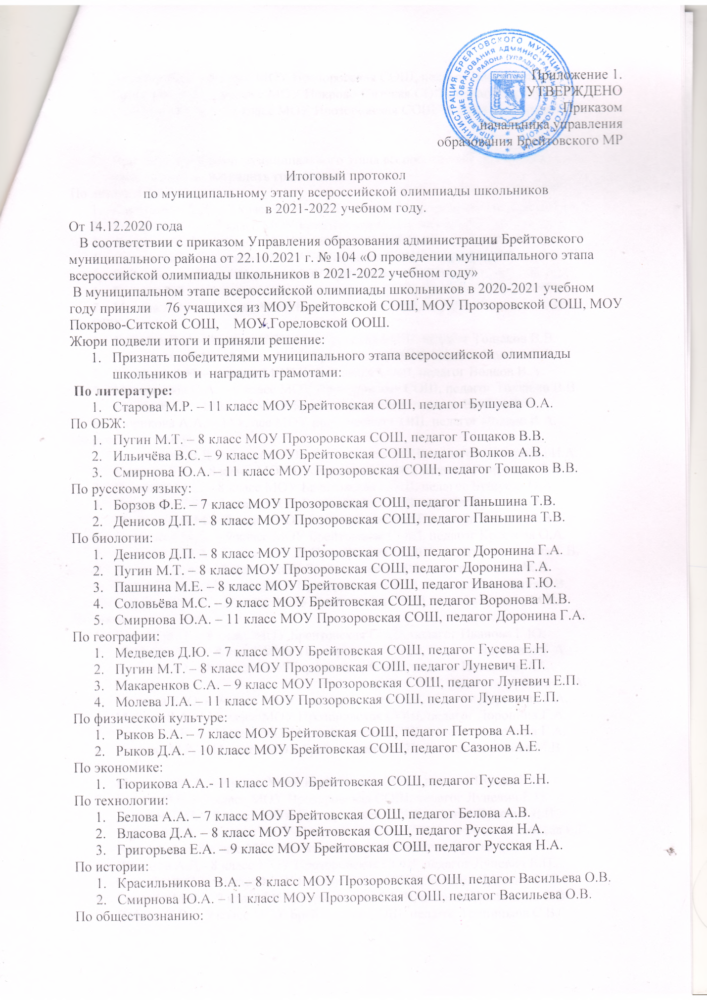 Приложение 1.
УТВЕРЖДЕНО
Приказом
начальника управления
образования Брейтовского МР
БРЕЙТОВО
Итоговый протокол
по муниципальному этапу всероссийской олимпиады школьников
в 2021-2022 учебном году.
От 14.12.2020 года
В соответствии с приказом Управления образования администрации Брейтовского
муниципального района от 22.10.2021 г. № 104 «О проведении муниципального этапа
всероссийской олимпиады школьников в 2021-2022 учебном году»
В муниципальном этапе всероссийской олимпиады школьников в 2020-2021 учебном
году приняли 76 учащихся из МОУ Брейтовской СОШ, МОУ Прозоровской СОШ, МОУ
Покрово-Ситской СОШ, МОУ Гореловской ООШ.
Жюри подвели итоги и приняли решение:
1. Признать победителями муниципального этапа всероссийской олимпиады
школьников и наградить грамотами:
По литературе:
1. Старова М.Р. – 11 класс МОУ Брейтовская СОШ, педагог Бушуева О.А.
По ОБЖ:
1. Пугин М.Т. – 8 класс МОУ Прозоровская СОШ, педагог Тощаков В.В.
2. Ильичёва В.С. – 9 класс МОУ Брейтовская СОШ, педагог Волков А.В.
3. Смирнова Ю.А. – 11 класс МОУ Прозоровская СОШ, педагог Тощаков В.В.
По русскому языку:
1. Борзов Ф.Е. – 7 класс МОУ Прозоровская СОШ, педагог Паньшина Т.В.
2. Денисов Д.П. – 8 класс МОУ Прозоровская СОШ, педагог Паньшина Т.В.
По биологии:
1. Денисов Д.П. – 8 класс МОУ Прозоровская СОШ, педагог Доронина Г.А.
2. Пугин М.Т. – 8 класс МОУ Прозоровская СОШ, педагог Доронина Г.А.
3. Пашнина М.Е. – 8 класс МОУ Брейтовская СОШ, педагог Иванова Г.Ю.
4. Соловьёва М.С. – 9 класс МОУ Брейтовская СОШ, педагог Воронова М.В.
5. Смирнова Ю.А. – 11 класс МОУ Прозоровская СОШ, педагог Доронина Г.А.
По географии:
1. Медведев Д.Ю. – 7 класс МОУ Брейтовская СОШ, педагог Гусева Е.Н.
2. Пугин М.Т. – 8 класс МОУ Прозоровская СОШ, педагог Луневич Е.П.
3. Макаренков С.А. – 9 класс МОУ Прозоровская СОШ, педагог Луневич Е.П.
4. Молева Л.А. – 11 класс МОУ Прозоровская СОШ, педагог Луневич Е.П.
По физической культуре:
1. Рыков Б.А. – 7 класс МОУ Брейтовская СОШ, педагог Петрова А.Н.
2. Рыков Д.А. – 10 класс МОУ Брейтовская СОШ, педагог Сазонов А.Е.
По экономике:
1. Тюрикова А.А.- 11 класс МОУ Брейтовская СОШ, педагог Гусева Е.Н.
По технологии:
1. Белова А.А. – 7 класс МОУ Брейтовская СОШ, педагог Белова А.В.
2. Власова Д.А. – 8 класс МОУ Брейтовская СОШ, педагог Русская Н.А.
3. Григорьева Е.А. – 9 класс МОУ Брейтовская СОШ, педагог Русская Н.А.
По истории:
1. Красильникова В.А. – 8 класс МОУ Прозоровская СОШ, педагог Васильева О.В.
2. Смирнова Ю.А. – 11 класс МОУ Прозоровская СОШ, педагог Васильева О.В.
По обществознанию: